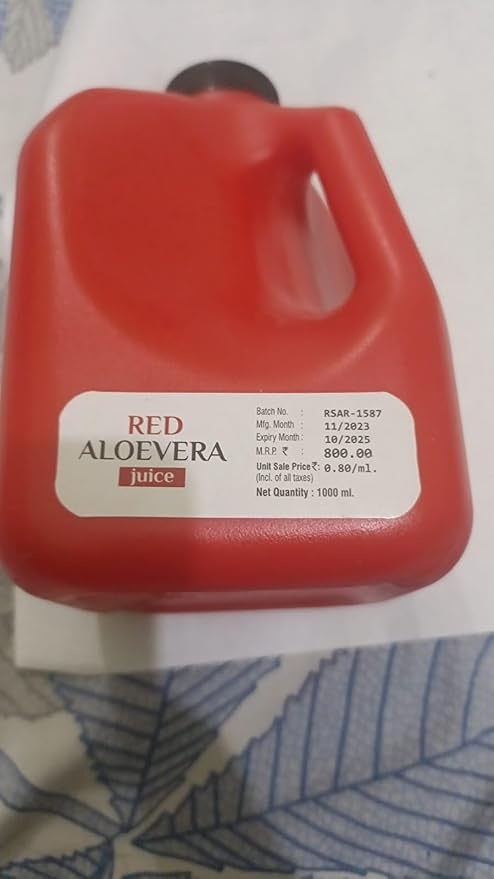 RED
ALOEVERA
juice
Batch No. : RSAR-1587
Mfg. Month : 11/2023
Expiry Month : 10/2025
M.R.P. ₹ : 800.00
Unit Sale Price ₹ : 0.80/ml.
(Incl. of all taxes)
Net Quantity : 1000 ml.